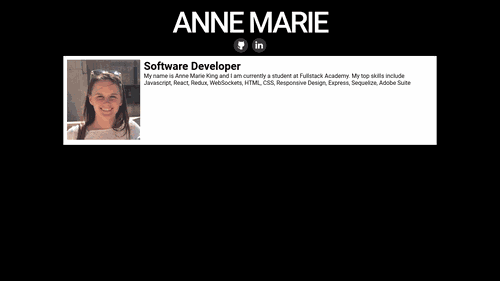 ANNE MARIE
in
Software Developer
My name is Anne Marie King and I am currently a student at Fullstack Academy. My top skills include
Javascript, React, Redux, WebSockets, HTML, CSS, Responsive Design, Express, Sequelize, Adobe Suite